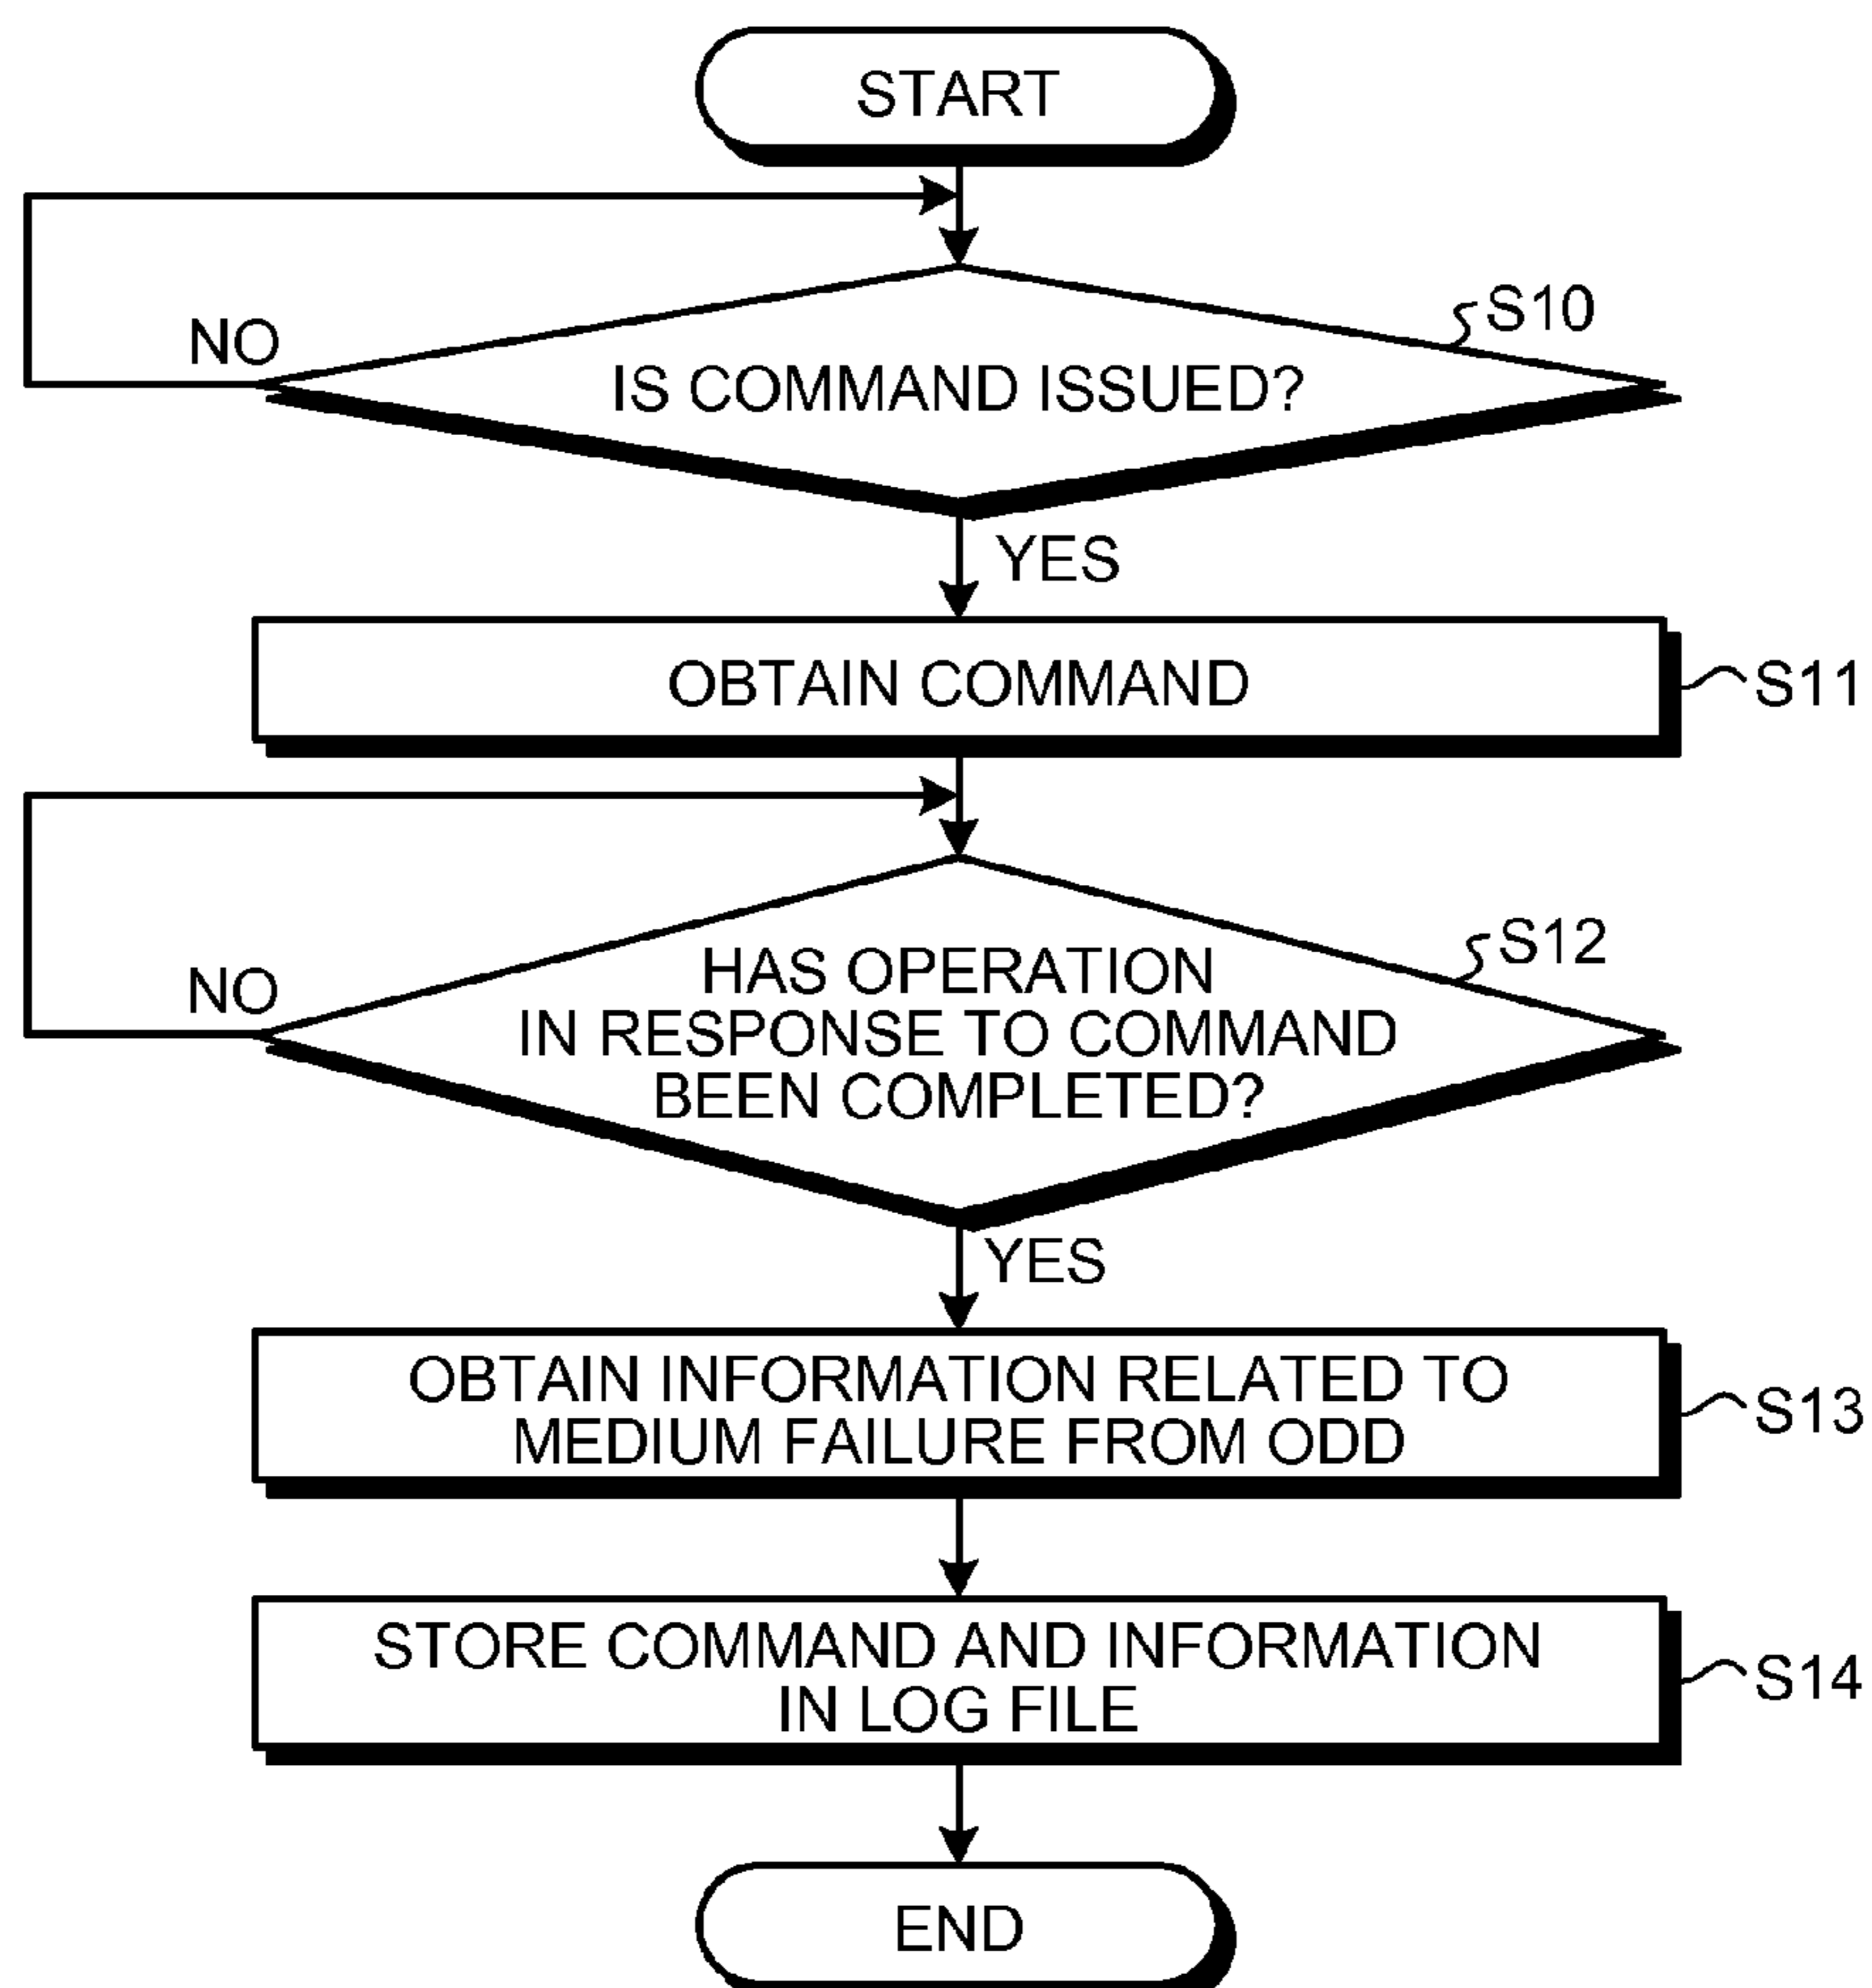 START
NO
S10
IS COMMAND ISSUED?
YES
OBTAIN COMMAND
S11
NO
S12
HAS OPERATION
IN RESPONSE TO COMMAND
BEEN COMPLETED?
YES
OBTAIN INFORMATION RELATED TO
MEDIUM FAILURE FROM ODD
S13
STORE COMMAND AND INFORMATION
IN LOG FILE
S14
END